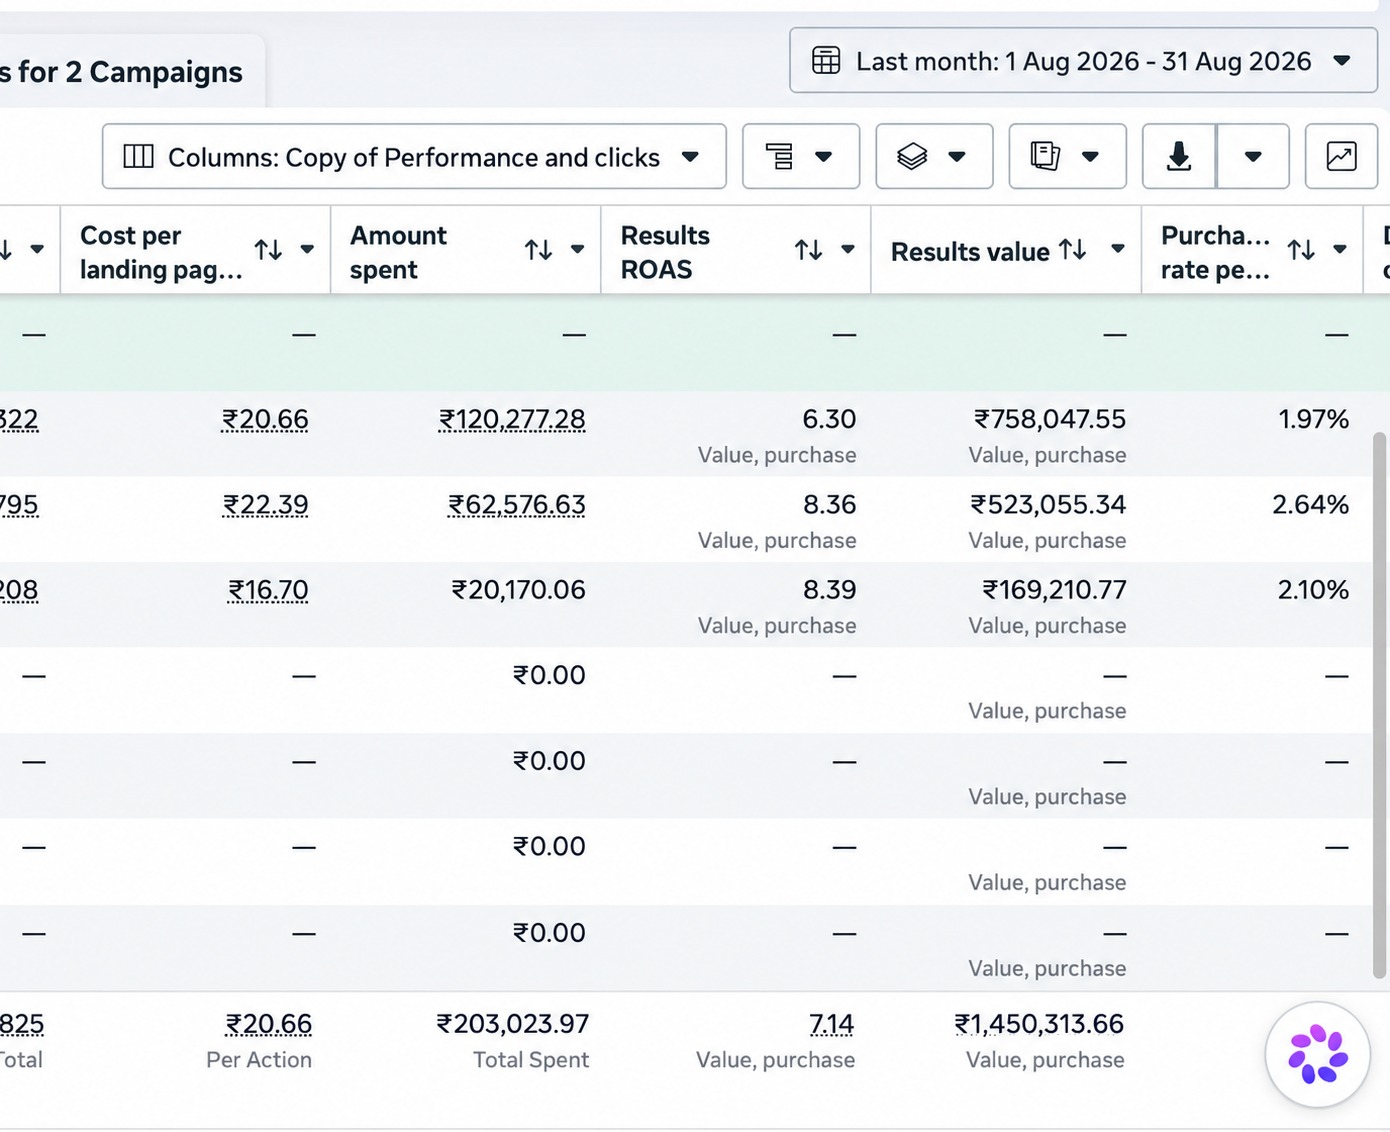 s for 2 Campaigns
Last month: 1 Aug 2026 - 31 Aug 2026
Columns: Copy of Performance and clicks
Cost per landing pag...
Amount spent
Results ROAS
Results value
Purcha... rate pe...
— — — — — —
322 ₹20.66 ₹120,277.28 6.30 ₹758,047.55 1.97%
Value, purchase Value, purchase
795 ₹22.39 ₹62,576.63 8.36 ₹523,055.34 2.64%
Value, purchase Value, purchase
208 ₹16.70 ₹20,170.06 8.39 ₹169,210.77 2.10%
Value, purchase Value, purchase
— — ₹0.00 — — —
Value, purchase
— — ₹0.00 — — —
Value, purchase
— — ₹0.00 — — —
Value, purchase
— — ₹0.00 — — —
Value, purchase
825 ₹20.66 ₹203,023.97 7.14 ₹1,450,313.66
Total Per Action Total Spent Value, purchase Value, purchase